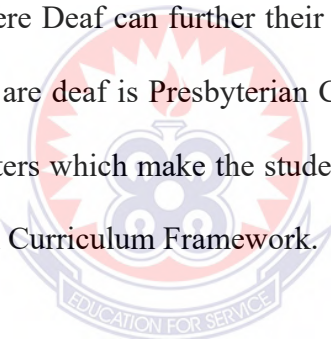 ere Deaf can further their
are deaf is Presbyterian
ters which make the stude
Curriculum Framework.
EDUCATION FOR SERVICE